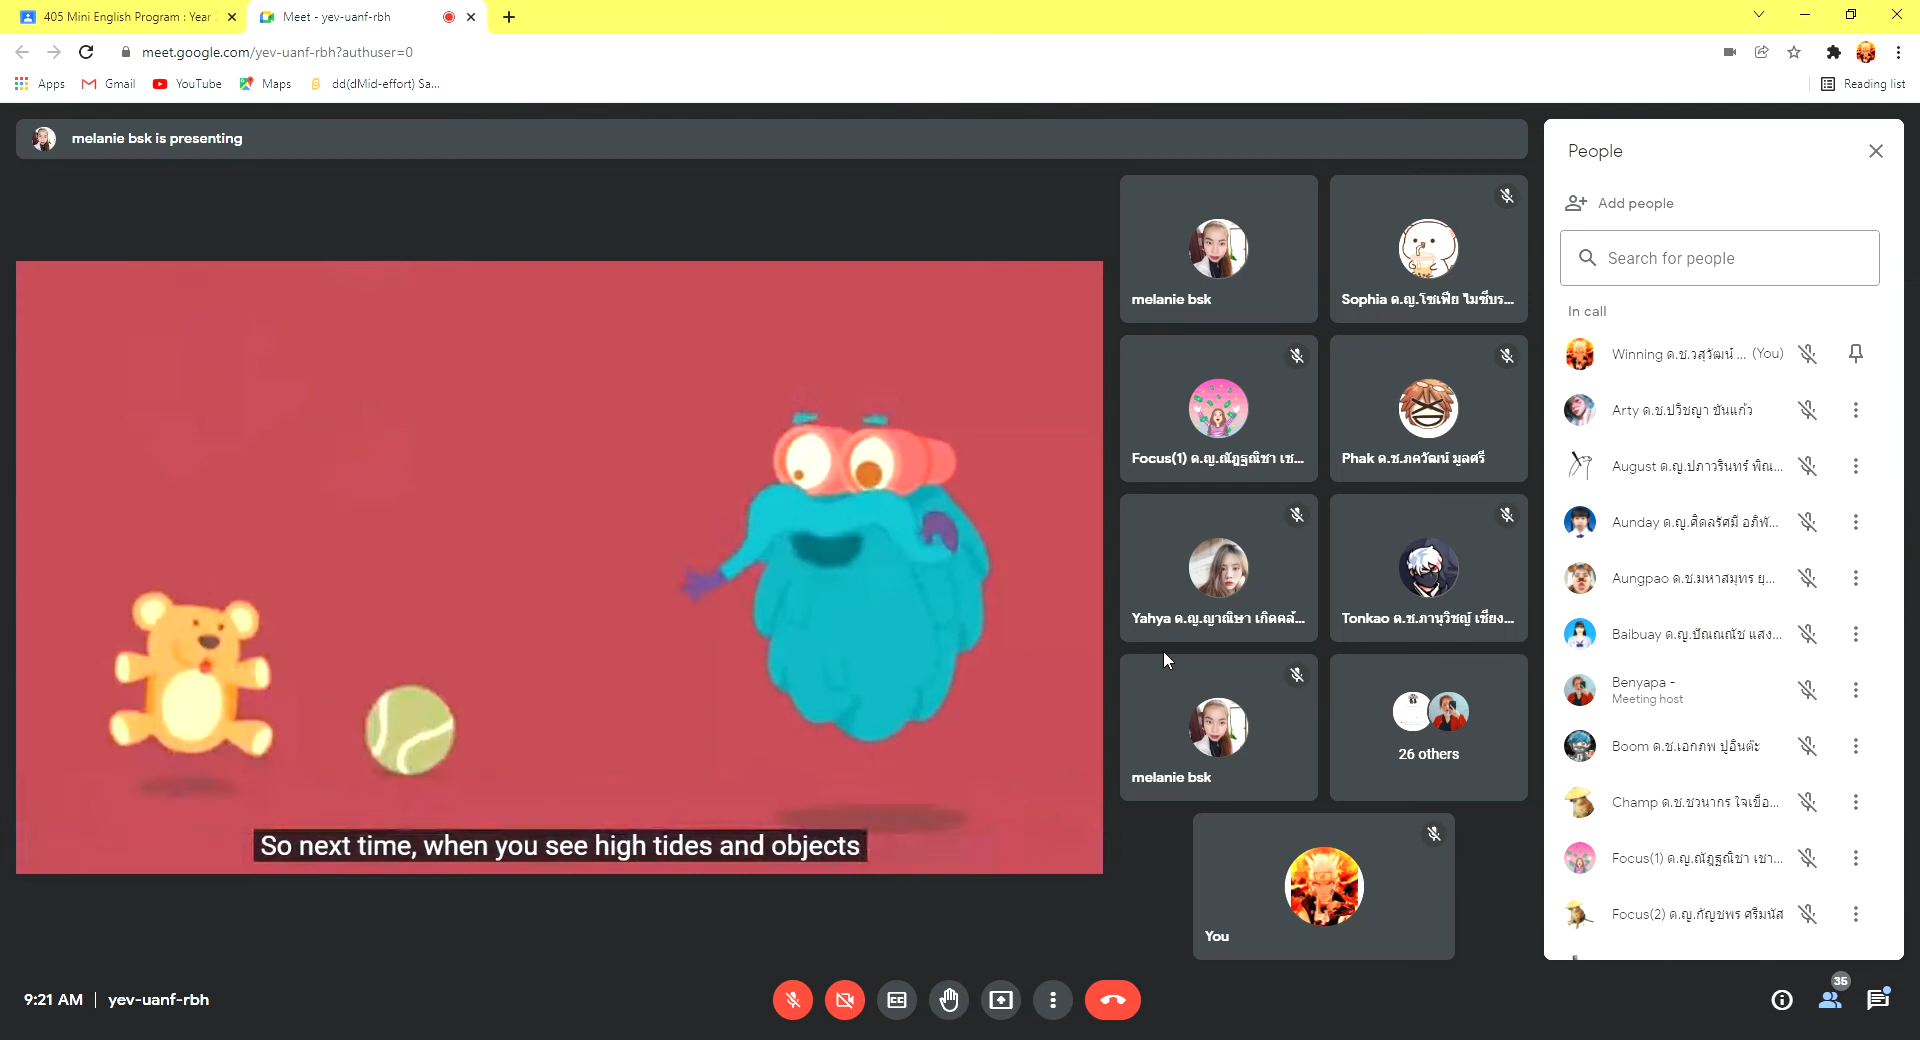 405 Mini English Program : Year
Meet - yev-uanf-rbh
meet.google.com/yev-uanf-rbh?authuser=0
Apps
Gmail
YouTube
Maps
dd(dMid-effort) Sa...
Reading list
melanie bsk is presenting
So next time, when you see high tides and objects
melanie bsk
Sophia ด.ญ.โซเฟีย ไมซ์บร...
Focus(1) ด.ญ.ณัฏฐณิชา เช...
Phak ด.ช.ภควัฒน์ มูลศรี
Yahya ด.ญ.ญาณิษา เกิดคล้...
Tonkao ด.ช.ภานุวิชญ์ เชียง...
melanie bsk
26 others
You
People
Add people
Search for people
In call
Winning ด.ช.วสุวัฒน์ ... (You)
Arty ด.ช.ปวิชญา ขันแก้ว
August ด.ญ.ปภาวรินทร์ พิณ...
Aunday ด.ญ.ศิตลรัศมี อภิพั...
Aungpao ด.ช.มหาสมุทร ยุ...
Baibuay ด.ญ.ปัณณณัช แสง...
Benyapa -
Meeting host
Boom ด.ช.เอกภพ ปูอินต๊ะ
Champ ด.ช.ชวนากร ใจเขื่อ...
Focus(1) ด.ญ.ณัฏฐณิชา เชา...
Focus(2) ด.ญ.กัญชพร ศรีมนัส
9:21 AM | yev-uanf-rbh
35